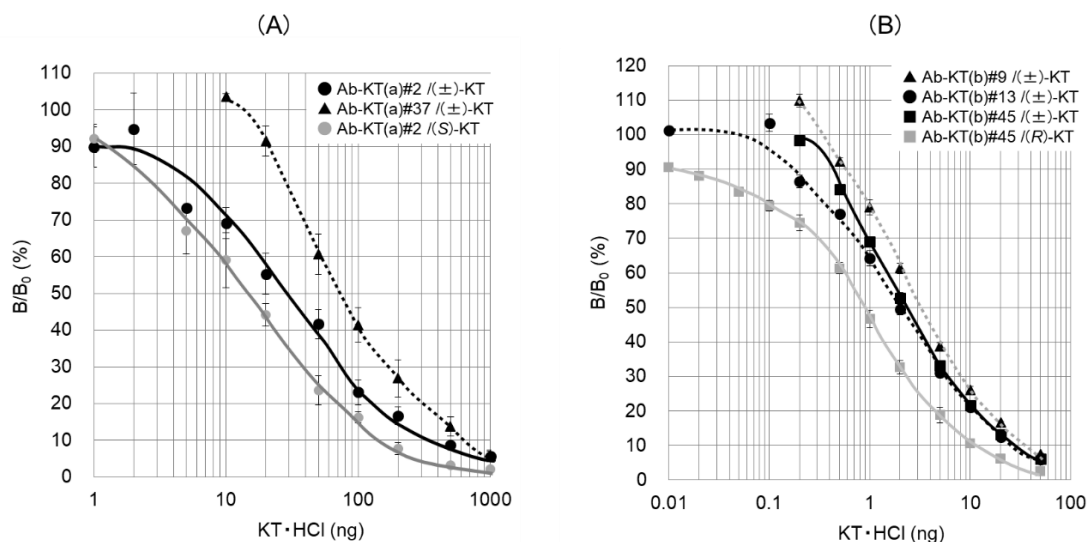 (A)
110
100
90
80
70
60
50
40
30
20
10
0
B/B₀ (%)
Ab-KT(a)#2 /(±)-KT
Ab-KT(a)#37 /(±)-KT
Ab-KT(a)#2 /(S)-KT
1
10
100
1000
KT・HCl (ng)
(B)
120
110
100
90
80
70
60
50
40
30
20
10
0
B/B₀ (%)
Ab-KT(b)#9 /(±)-KT
Ab-KT(b)#13 /(±)-KT
Ab-KT(b)#45 /(±)-KT
Ab-KT(b)#45 /(R)-KT
0.01
0.1
1
10
100
KT・HCl (ng)